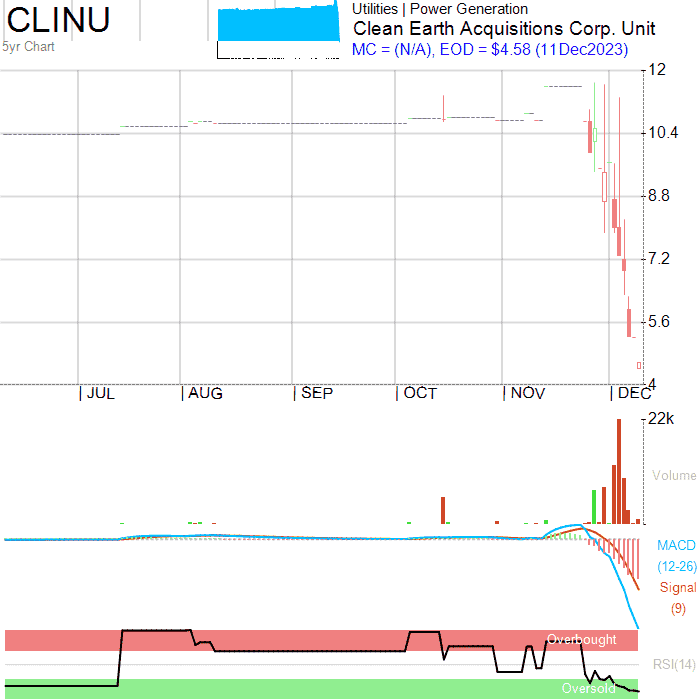 CLINU
5yr Chart
Utilities | Power Generation
Clean Earth Acquisitions Corp. Unit
MC = (N/A), EOD = $4.58 (11Dec2023)
12
10.4
8.8
7.2
5.6
4
| JUL | AUG | SEP | OCT | NOV | DEC
22k
Volume
MACD
(12-26)
Signal
(9)
Overbought
RSI(14)
Oversold